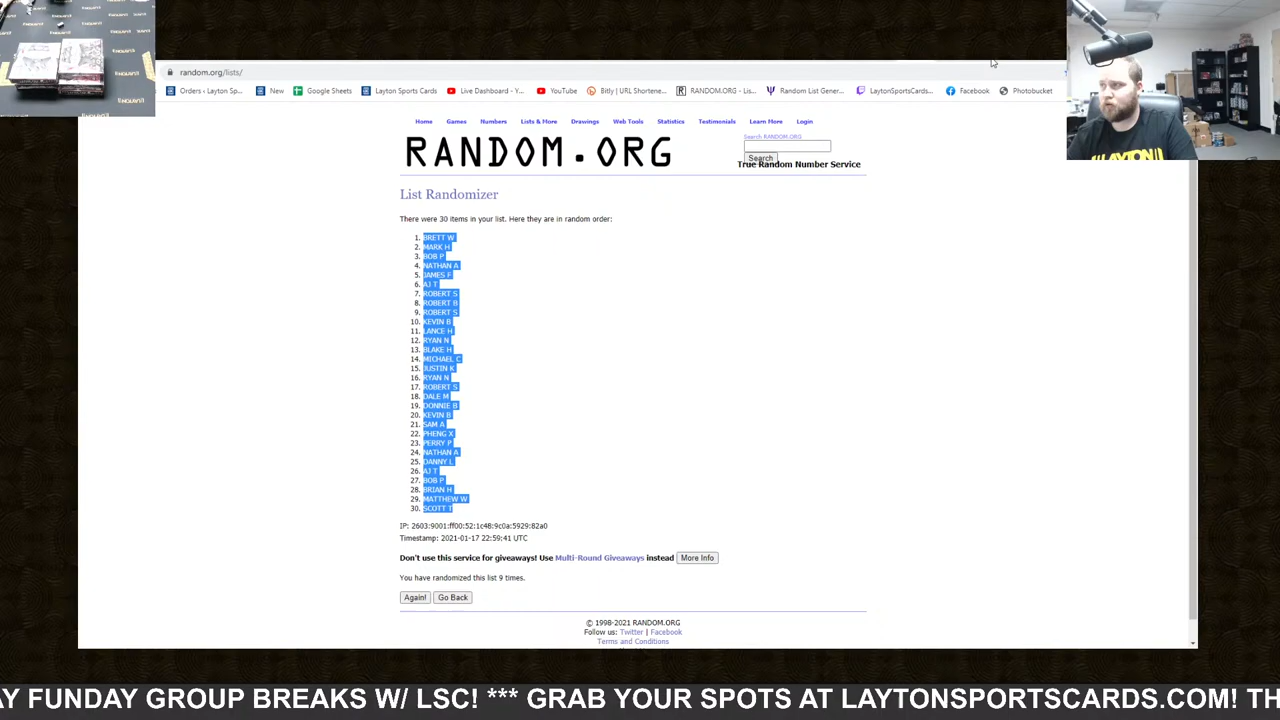 random.org/lists/
Orders ‹ Layton Sp... New Google Sheets Layton Sports Cards Live Dashboard - Y... YouTube Bitly | URL Shortene... RANDOM.ORG - Lis... Random List Gener... LaytonSportsCards... Facebook Photobucket
Home Games Numbers Lists & More Drawings Web Tools Statistics Testimonials Learn More Login
Search RANDOM.ORG
RANDOM.ORG
Search
True Random Number Service
List Randomizer
There were 30 items in your list. Here they are in random order:
1. BRETT W
2. MARK H
3. BOB P
4. NATHAN A
5. JAMES F
6. AJ T
7. ROBERT S
8. ROBERT B
9. ROBERT S
10. KEVIN B
11. LANCE H
12. RYAN N
13. BLAKE H
14. MICHAEL C
15. JUSTIN K
16. RYAN N
17. ROBERT S
18. DALE M
19. DONNIE B
20. KEVIN B
21. SAM A
22. PHENG X
23. PERRY P
24. NATHAN A
25. DANNY L
26. AJ T
27. BOB P
28. BRIAN H
29. MATTHEW W
30. SCOTT T
IP: 2603:9001:ff00:52:1c48:9c0a:5929:82a0
Timestamp: 2021-01-17 22:59:41 UTC
Don't use this service for giveaways! Use Multi-Round Giveaways instead More Info
You have randomized this list 9 times.
Again! Go Back
© 1998-2021 RANDOM.ORG
Follow us: Twitter | Facebook
Terms and Conditions
AY FUNDAY GROUP BREAKS W/ LSC! *** GRAB YOUR SPOTS AT LAYTONSPORTSCARDS.COM! TH